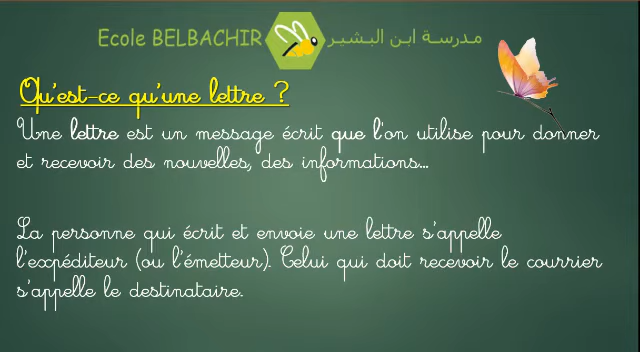 Ecole BELBACHIR مدرسة ابن البشير
Qu'est-ce qu'une lettre ?
Une lettre est un message écrit que l'on utilise pour donner
et recevoir des nouvelles, des informations...
La personne qui écrit et envoie une lettre s'appelle
l'expéditeur (ou l'émetteur). Celui qui doit recevoir le courrier
s'appelle le destinataire.